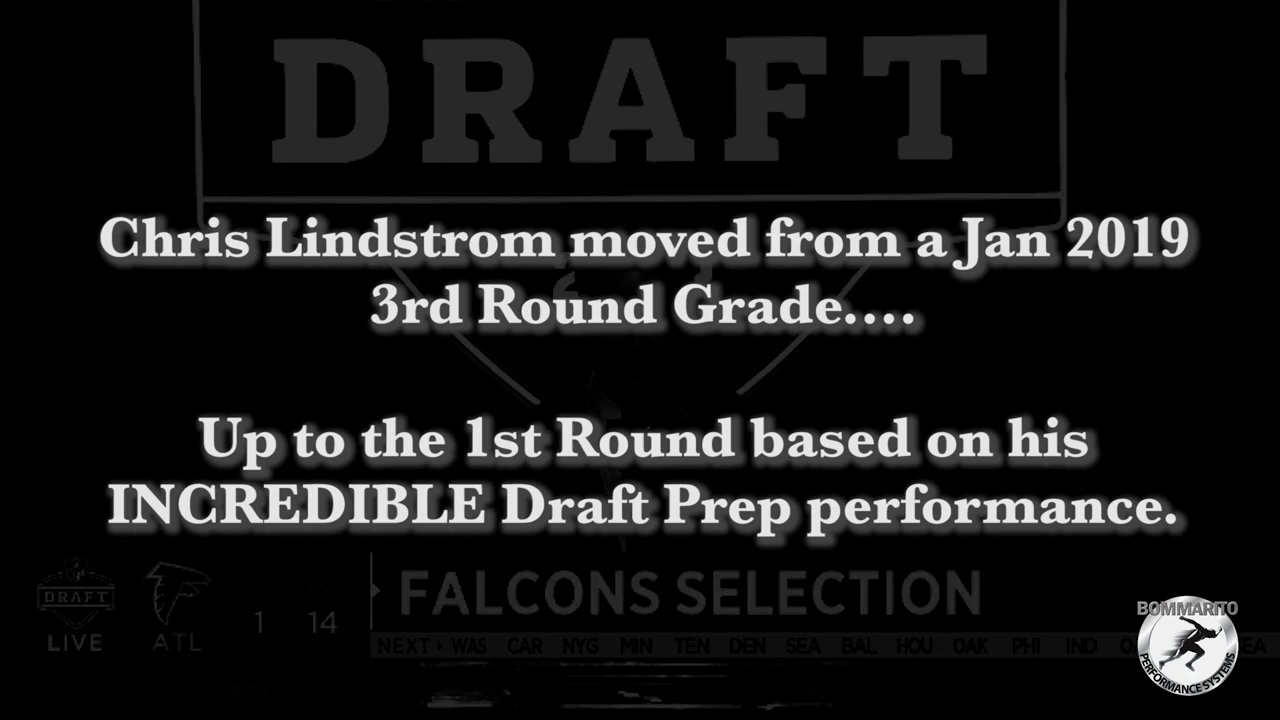 DRAFT
Chris Lindstrom moved from a Jan 2019
3rd Round Grade....
Up to the 1st Round based on his
INCREDIBLE Draft Prep performance.
DRAFT
LIVE
ATL
1 14
FALCONS SELECTION
NEXT WAS CAR NYG MIN TEN DEN SEA BAL HOU OAK PHI IND
BOMMARITO
PERFORMANCE SYSTEMS